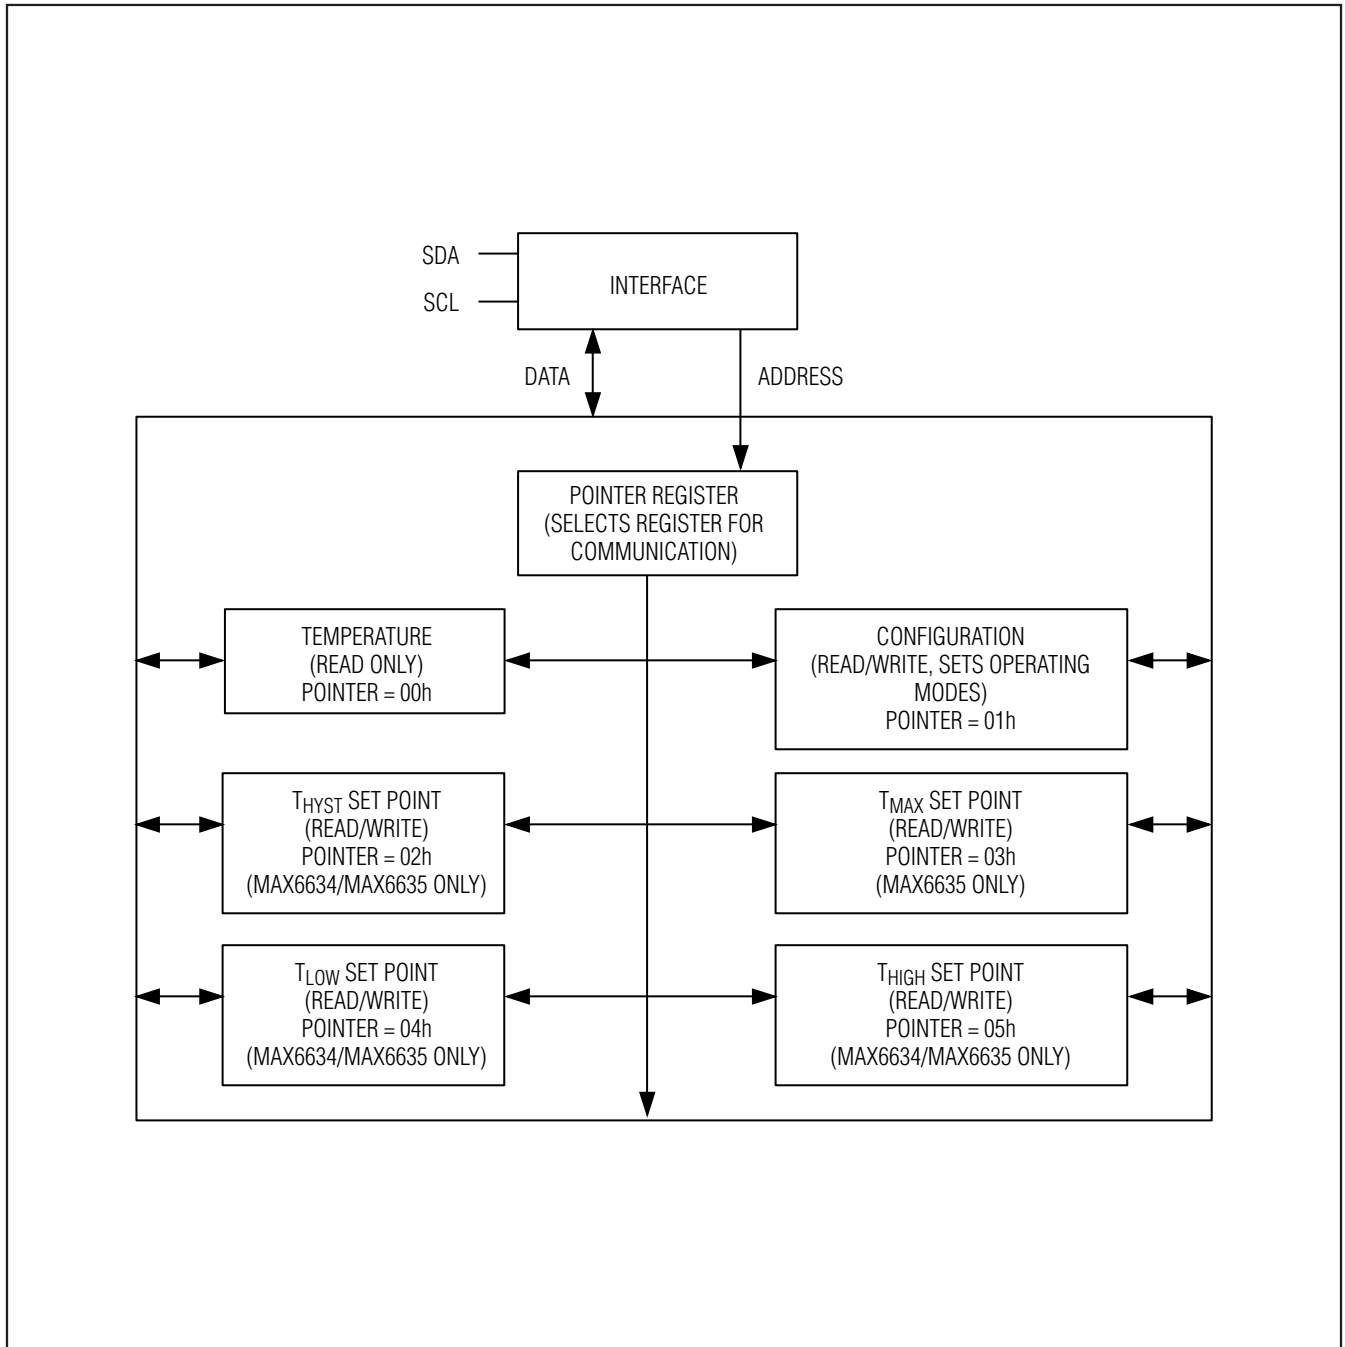 SDA
SCL
INTERFACE
DATA
ADDRESS
POINTER REGISTER
(SELECTS REGISTER FOR
COMMUNICATION)
TEMPERATURE
(READ ONLY)
POINTER = 00h
CONFIGURATION
(READ/WRITE, SETS OPERATING
MODES)
POINTER = 01h
THYST SET POINT
(READ/WRITE)
POINTER = 02h
(MAX6634/MAX6635 ONLY)
TMAX SET POINT
(READ/WRITE)
POINTER = 03h
(MAX6635 ONLY)
TLOW SET POINT
(READ/WRITE)
POINTER = 04h
(MAX6634/MAX6635 ONLY)
THIGH SET POINT
(READ/WRITE)
POINTER = 05h
(MAX6634/MAX6635 ONLY)